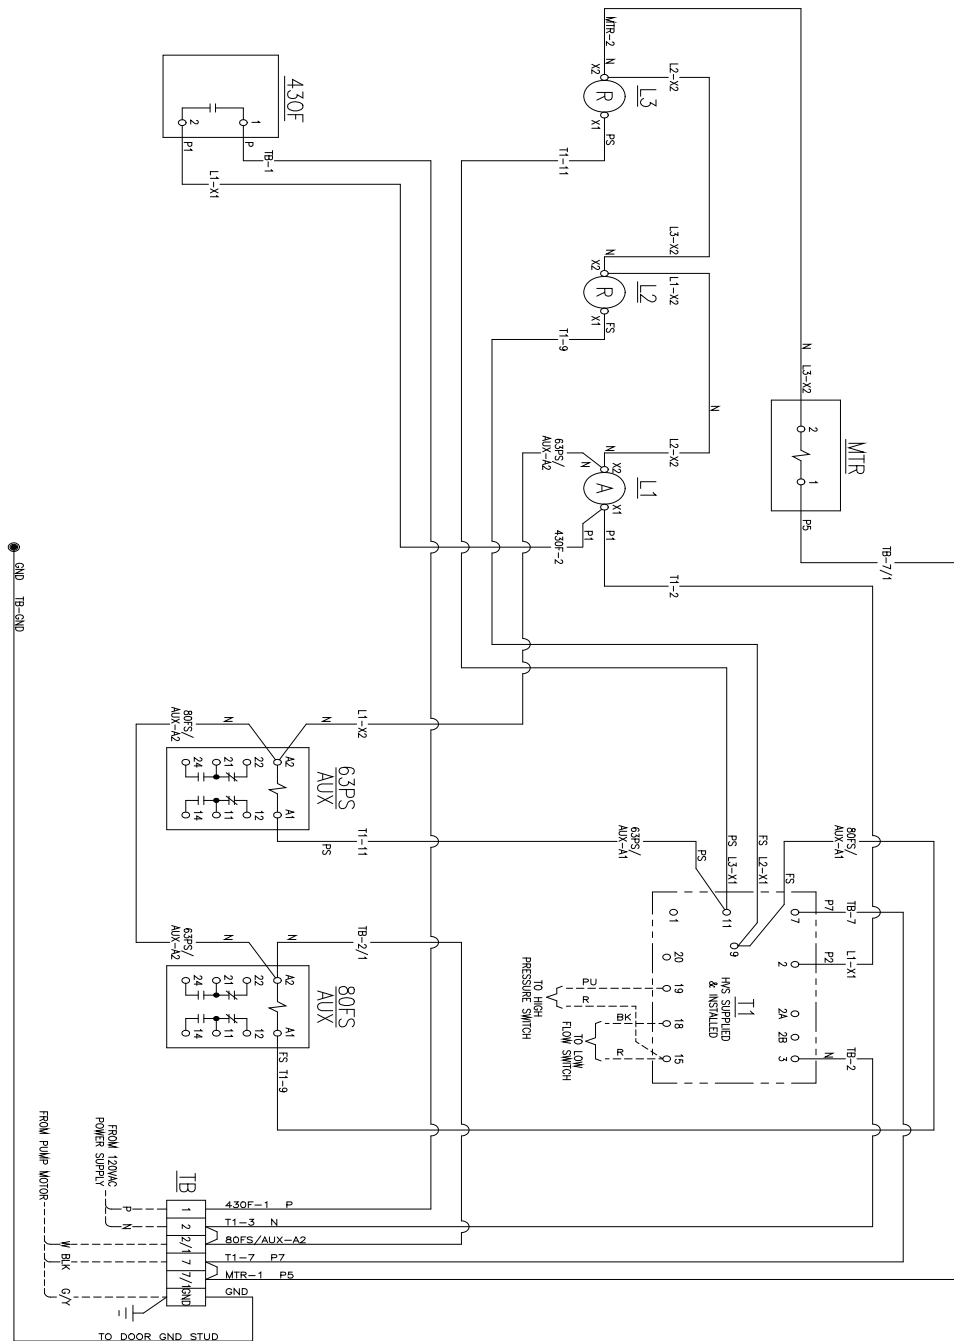 MTR-2
N
X2
L2-X2
R
L3
X1
PS
T1-11
430F
1
2
P
P1
TB-1
L1-X1
L3-X2
N
X2
L1-X2
R
L2
X1
FS
T1-9
N
N
L3-X2
MTR
2
1
P5
TB-7/1
L2-X2
N
X2
63PS/
AUX-A2
N
A
L1
X1
P1
P1
430F-2
T1-2
GND TB-GND
80FS/
AUX-A2
N
N
L1-X2
63PS
AUX
A2
A1
22
21
24
12
11
14
PS
T1-11
63PS/
AUX-A1
PS
PS L3-X1
FS L2-X1
FS
80FS/
AUX-A1
63PS/
AUX-A2
N
N
TB-2/1
80FS
AUX
A2
A1
22
21
24
12
11
14
FS T1-9
T1
HVS SUPPLIED
& INSTALLED
1
11
9
7
20
2
19
18
15
2A
2B
3
P7 TB-7
P2 L1-X1
N TB-2
PU
R
TO HIGH
PRESSURE SWITCH
BK
R
TO LOW
FLOW SWITCH
FROM 120VAC
POWER SUPPLY
FROM PUMP MOTOR
TB
P
1
430F-1 P
N
2
T1-3 N
W
2/1
80FS/AUX-A2
BLK
7
T1-7 P7
7/1
MTR-1 P5
G/Y
GND
GND
TO DOOR GND STUD